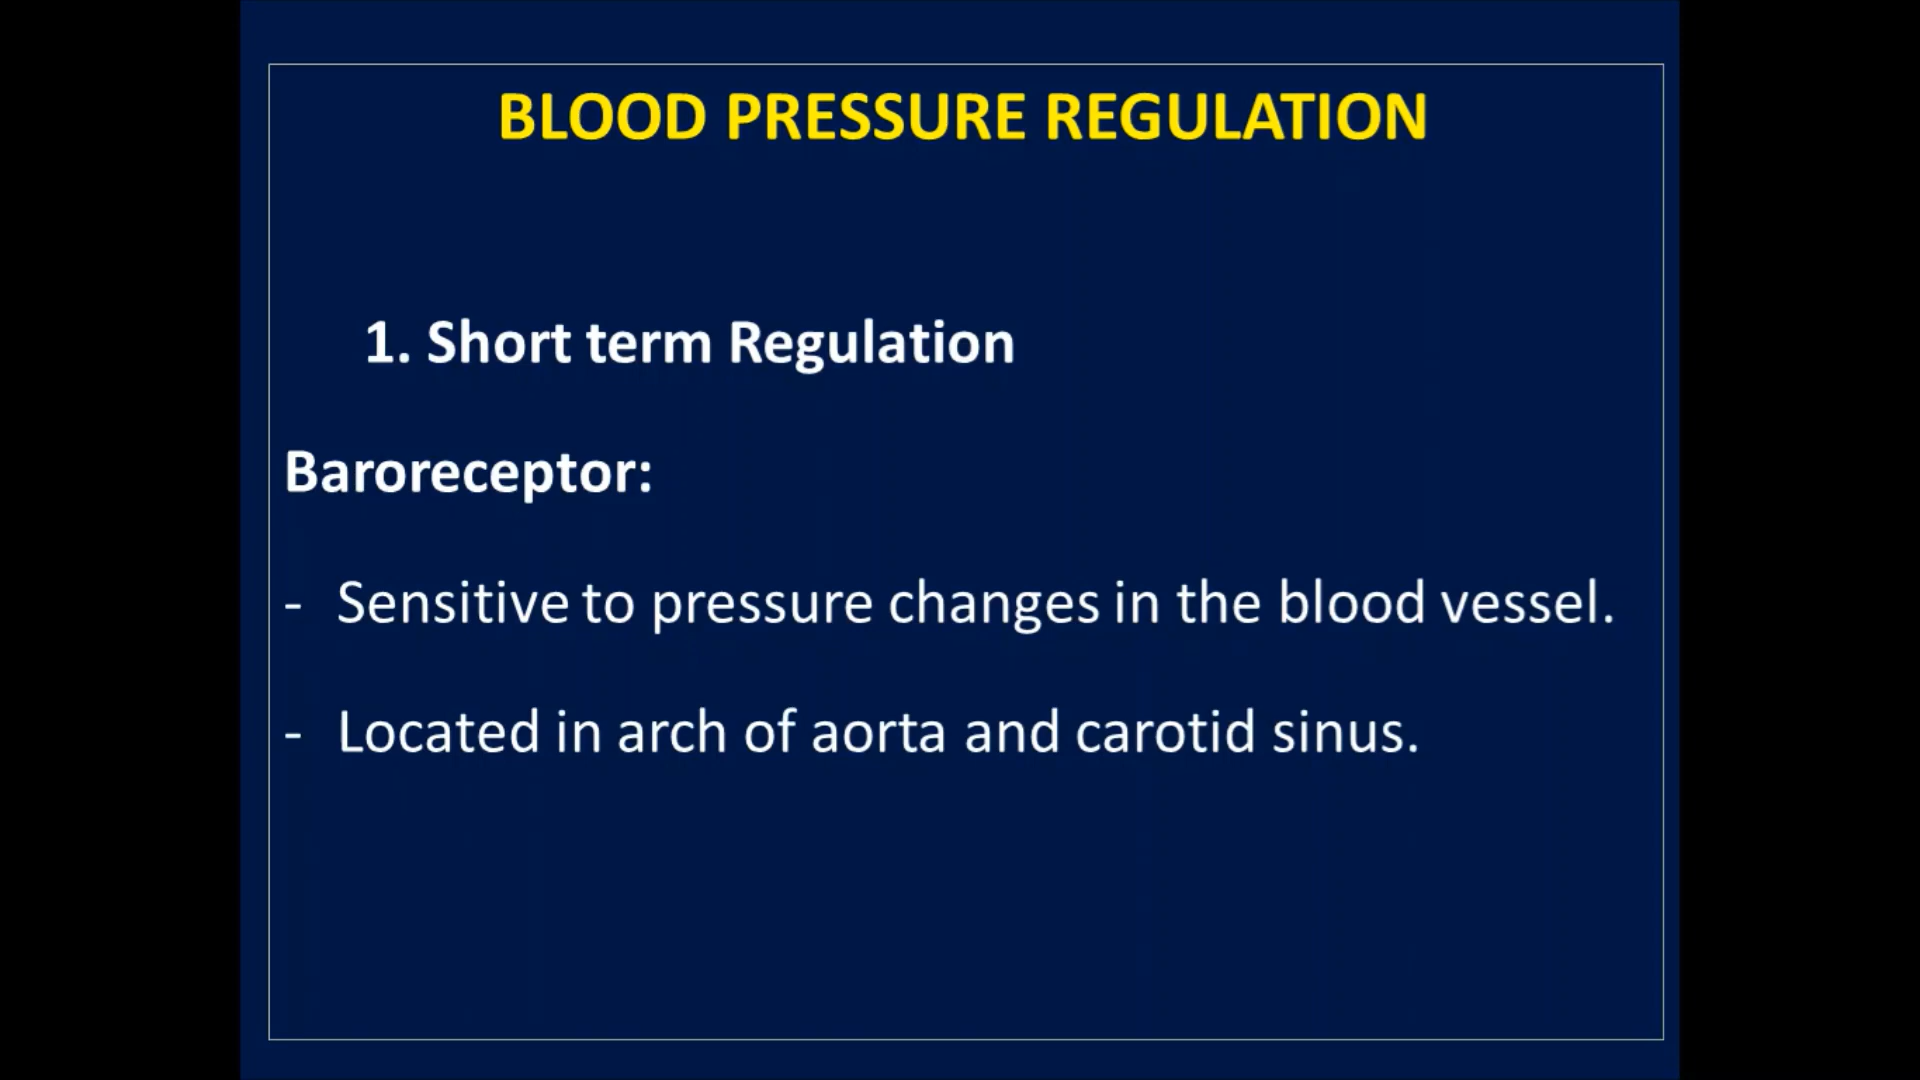 BLOOD PRESSURE REGULATION
1. Short term Regulation
Baroreceptor:
- Sensitive to pressure changes in the blood vessel.
- Located in arch of aorta and carotid sinus.